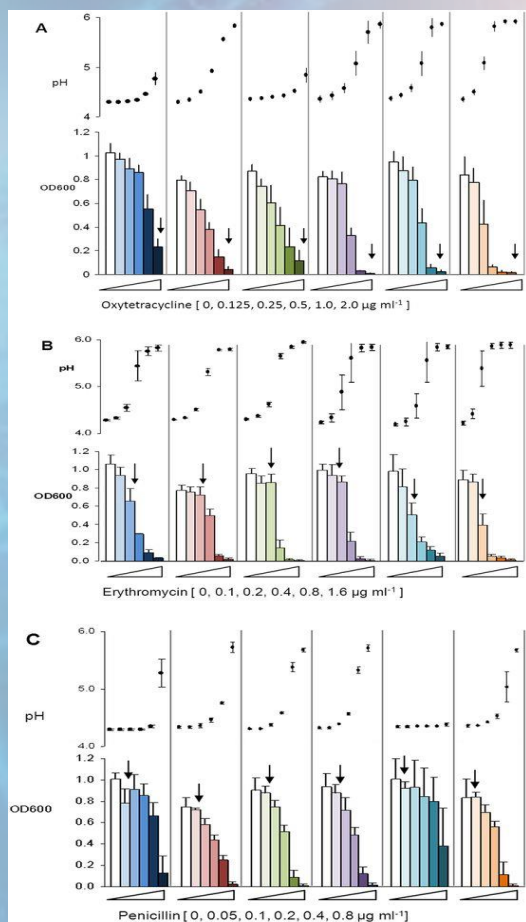 A
6
pH
5
4
1.2
1
0.8
OD600
0.6
0.4
0.2
0
Oxytetracycline [ 0, 0.125, 0.25, 0.5, 1.0, 2.0 µg ml⁻¹ ]
B
6.0
pH
5.0
4.0
1.2
1.0
0.8
OD600
0.6
0.4
0.2
0.0
Erythromycin [ 0, 0.1, 0.2, 0.4, 0.8, 1.6 µg ml⁻¹ ]
C
6.0
pH
5.0
4.0
1.2
1.0
0.8
OD600
0.6
0.4
0.2
0.0
Penicillin [0, 0.05, 0.1, 0.2, 0.4, 0.8 µg ml⁻¹ ]